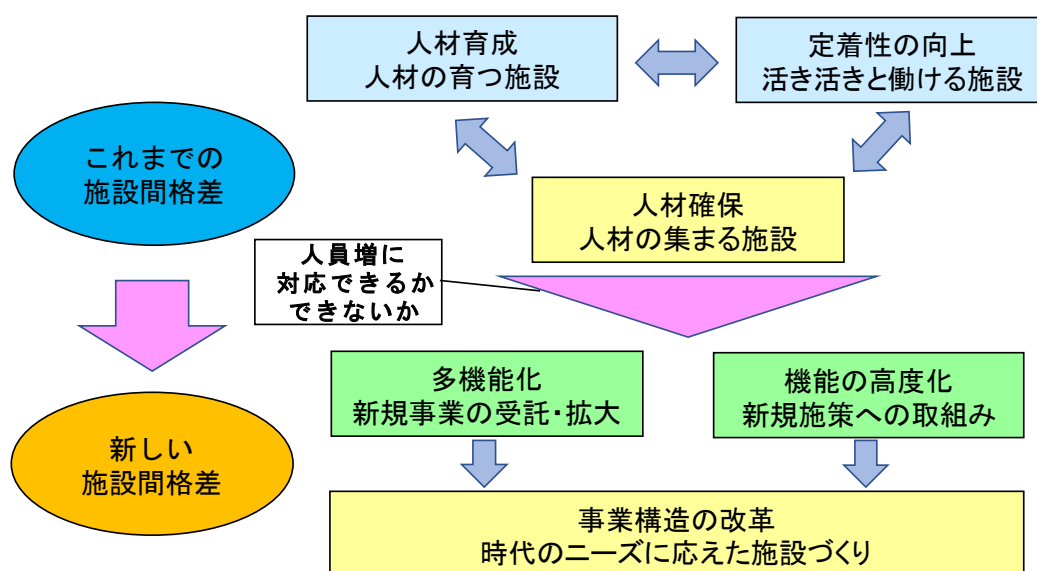 人材育成
人材の育つ施設
定着性の向上
活き活きと働ける施設
これまでの
施設間格差
人材確保
人材の集まる施設
人員増に
対応できるか
できないか
多機能化
新規事業の受託・拡大
機能の高度化
新規施策への取組み
新しい
施設間格差
事業構造の改革
時代のニーズに応えた施設づくり